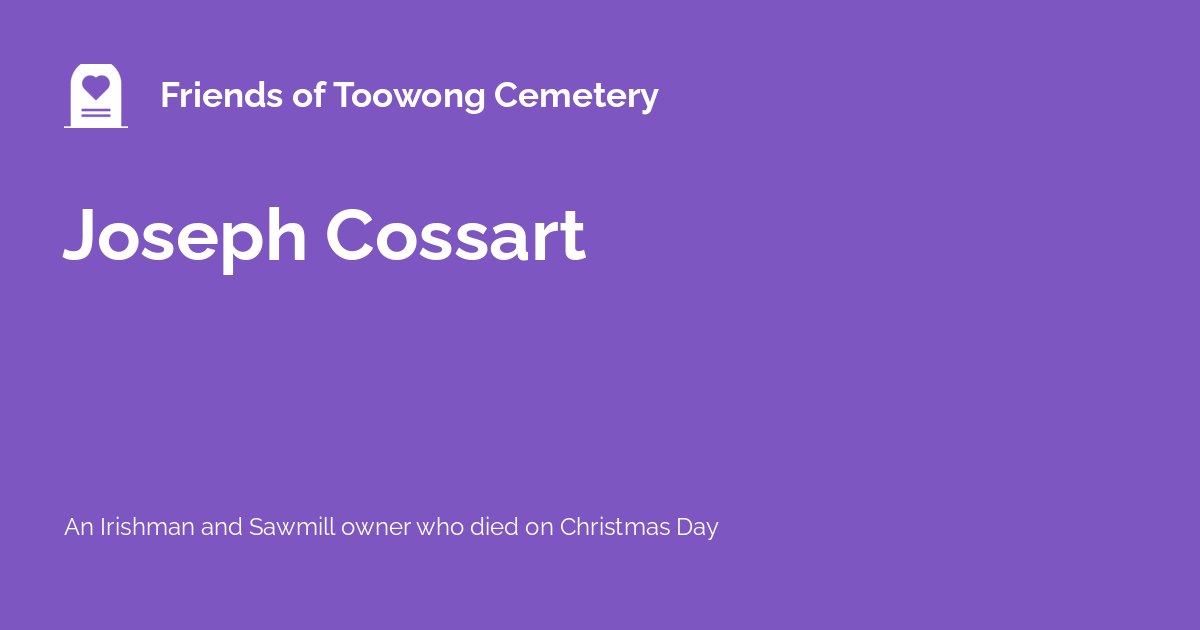 Friends of Toowong Cemetery
Joseph Cossart
An Irishman and Sawmill owner who died on Christmas Day